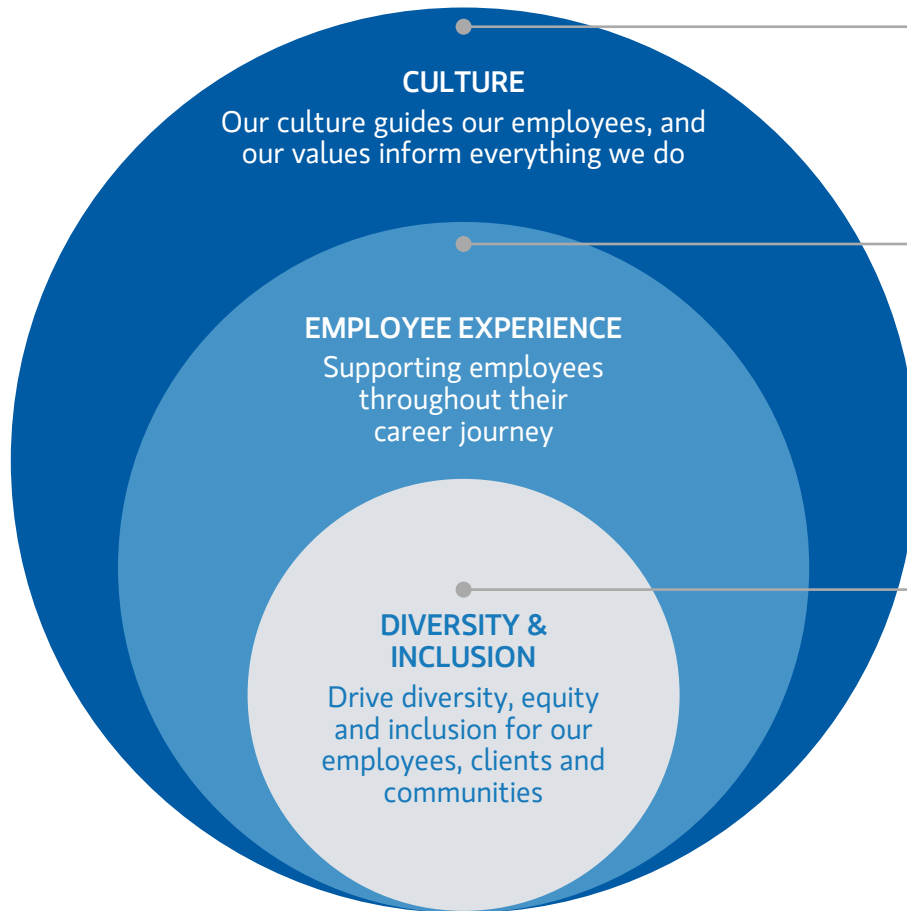 CULTURE
Our culture guides our employees, and
our values inform everything we do
EMPLOYEE EXPERIENCE
Supporting employees
throughout their
career journey
DIVERSITY &
INCLUSION
Drive diversity, equity
and inclusion for our
employees, clients and
communities